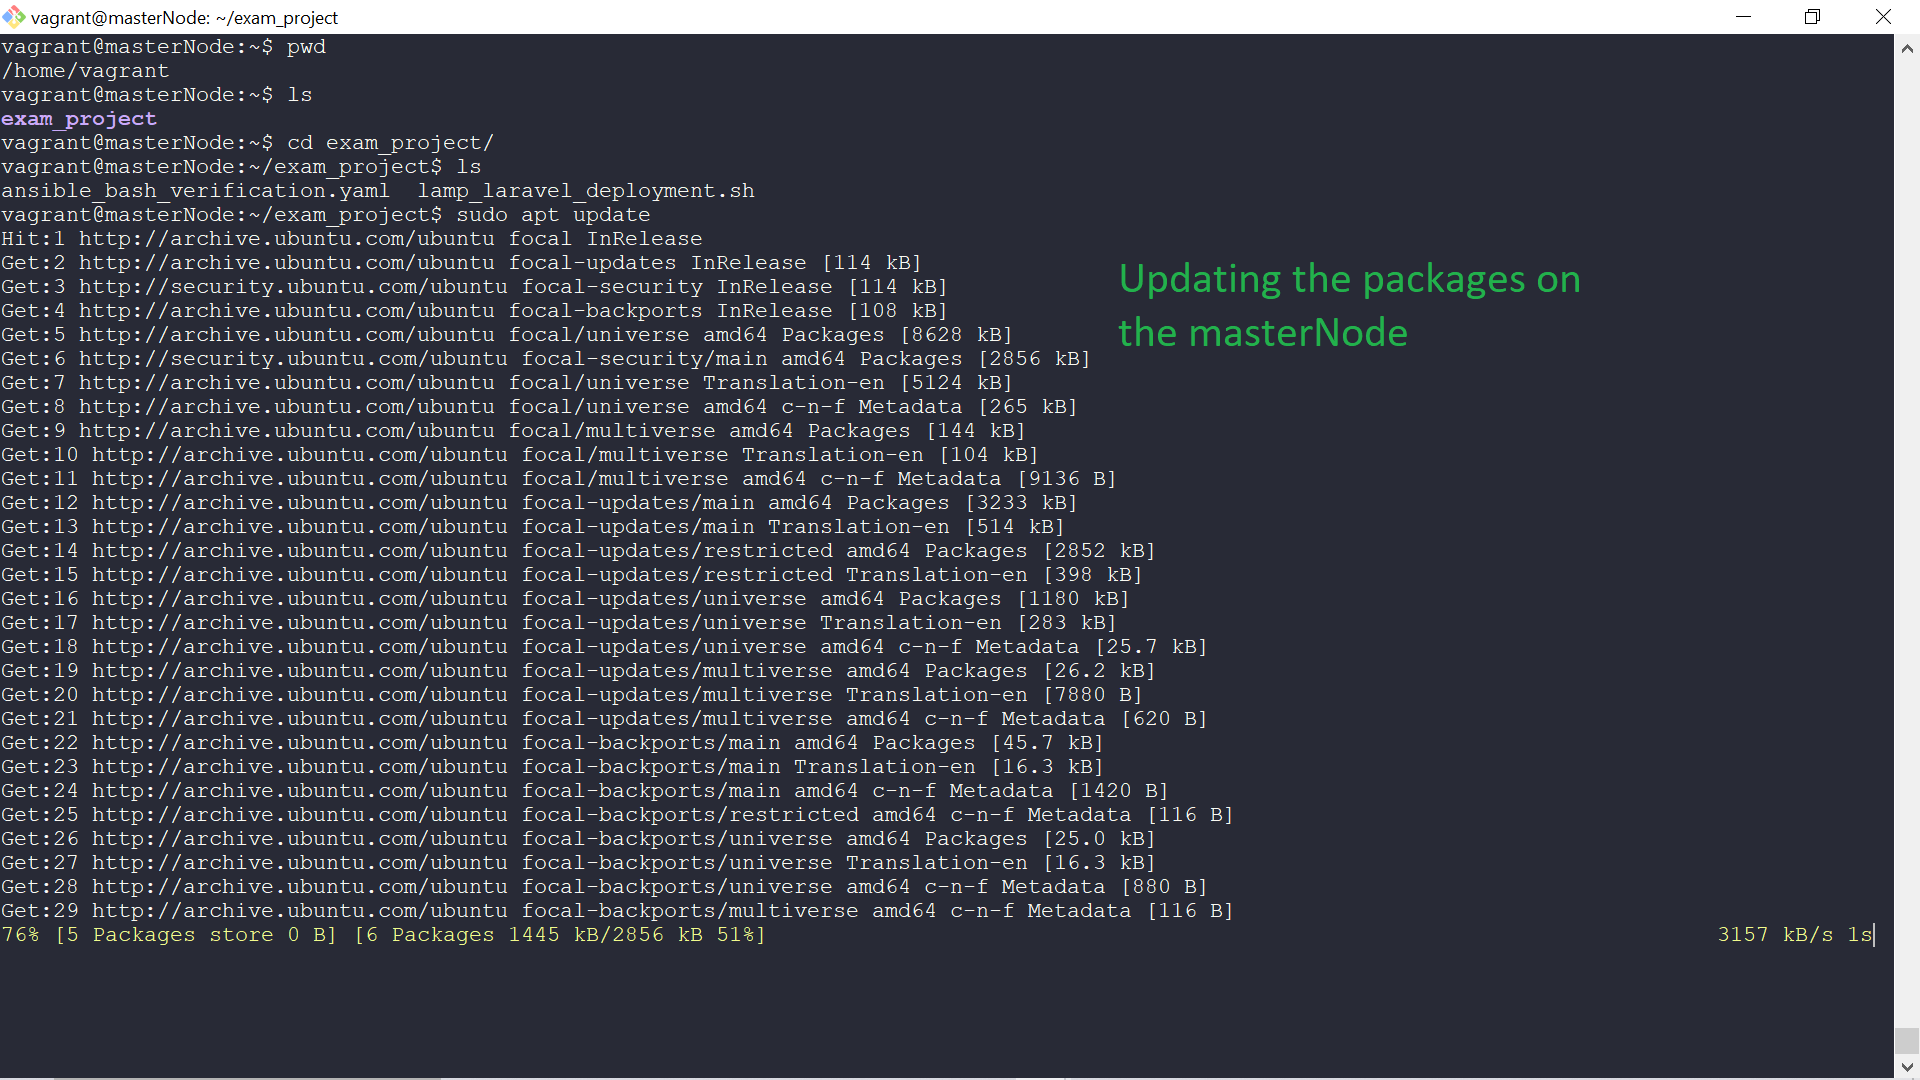 vagrant@masterNode: ~/exam_project
vagrant@masterNode:~$ pwd
/home/vagrant
vagrant@masterNode:~$ ls
exam_project
vagrant@masterNode:~$ cd exam_project/
vagrant@masterNode:~/exam_project$ ls
ansible_bash_verification.yaml  lamp_laravel_deployment.sh
vagrant@masterNode:~/exam_project$ sudo apt update
Hit:1 http://archive.ubuntu.com/ubuntu focal InRelease
Get:2 http://archive.ubuntu.com/ubuntu focal-updates InRelease [114 kB]
Get:3 http://security.ubuntu.com/ubuntu focal-security InRelease [114 kB]
Get:4 http://archive.ubuntu.com/ubuntu focal-backports InRelease [108 kB]
Get:5 http://archive.ubuntu.com/ubuntu focal/universe amd64 Packages [8628 kB]
Get:6 http://security.ubuntu.com/ubuntu focal-security/main amd64 Packages [2856 kB]
Get:7 http://archive.ubuntu.com/ubuntu focal/universe Translation-en [5124 kB]
Get:8 http://archive.ubuntu.com/ubuntu focal/universe amd64 c-n-f Metadata [265 kB]
Get:9 http://archive.ubuntu.com/ubuntu focal/multiverse amd64 Packages [144 kB]
Get:10 http://archive.ubuntu.com/ubuntu focal/multiverse Translation-en [104 kB]
Get:11 http://archive.ubuntu.com/ubuntu focal/multiverse amd64 c-n-f Metadata [9136 B]
Get:12 http://archive.ubuntu.com/ubuntu focal-updates/main amd64 Packages [3233 kB]
Get:13 http://archive.ubuntu.com/ubuntu focal-updates/main Translation-en [514 kB]
Get:14 http://archive.ubuntu.com/ubuntu focal-updates/restricted amd64 Packages [2852 kB]
Get:15 http://archive.ubuntu.com/ubuntu focal-updates/restricted Translation-en [398 kB]
Get:16 http://archive.ubuntu.com/ubuntu focal-updates/universe amd64 Packages [1180 kB]
Get:17 http://archive.ubuntu.com/ubuntu focal-updates/universe Translation-en [283 kB]
Get:18 http://archive.ubuntu.com/ubuntu focal-updates/universe amd64 c-n-f Metadata [25.7 kB]
Get:19 http://archive.ubuntu.com/ubuntu focal-updates/multiverse amd64 Packages [26.2 kB]
Get:20 http://archive.ubuntu.com/ubuntu focal-updates/multiverse Translation-en [7880 B]
Get:21 http://archive.ubuntu.com/ubuntu focal-updates/multiverse amd64 c-n-f Metadata [620 B]
Get:22 http://archive.ubuntu.com/ubuntu focal-backports/main amd64 Packages [45.7 kB]
Get:23 http://archive.ubuntu.com/ubuntu focal-backports/main Translation-en [16.3 kB]
Get:24 http://archive.ubuntu.com/ubuntu focal-backports/main amd64 c-n-f Metadata [1420 B]
Get:25 http://archive.ubuntu.com/ubuntu focal-backports/restricted amd64 c-n-f Metadata [116 B]
Get:26 http://archive.ubuntu.com/ubuntu focal-backports/universe amd64 Packages [25.0 kB]
Get:27 http://archive.ubuntu.com/ubuntu focal-backports/universe Translation-en [16.3 kB]
Get:28 http://archive.ubuntu.com/ubuntu focal-backports/universe amd64 c-n-f Metadata [880 B]
Get:29 http://archive.ubuntu.com/ubuntu focal-backports/multiverse amd64 c-n-f Metadata [116 B]
76% [5 Packages store 0 B] [6 Packages 1445 kB/2856 kB 51%] 3157 kB/s 1s
Updating the packages on
the masterNode